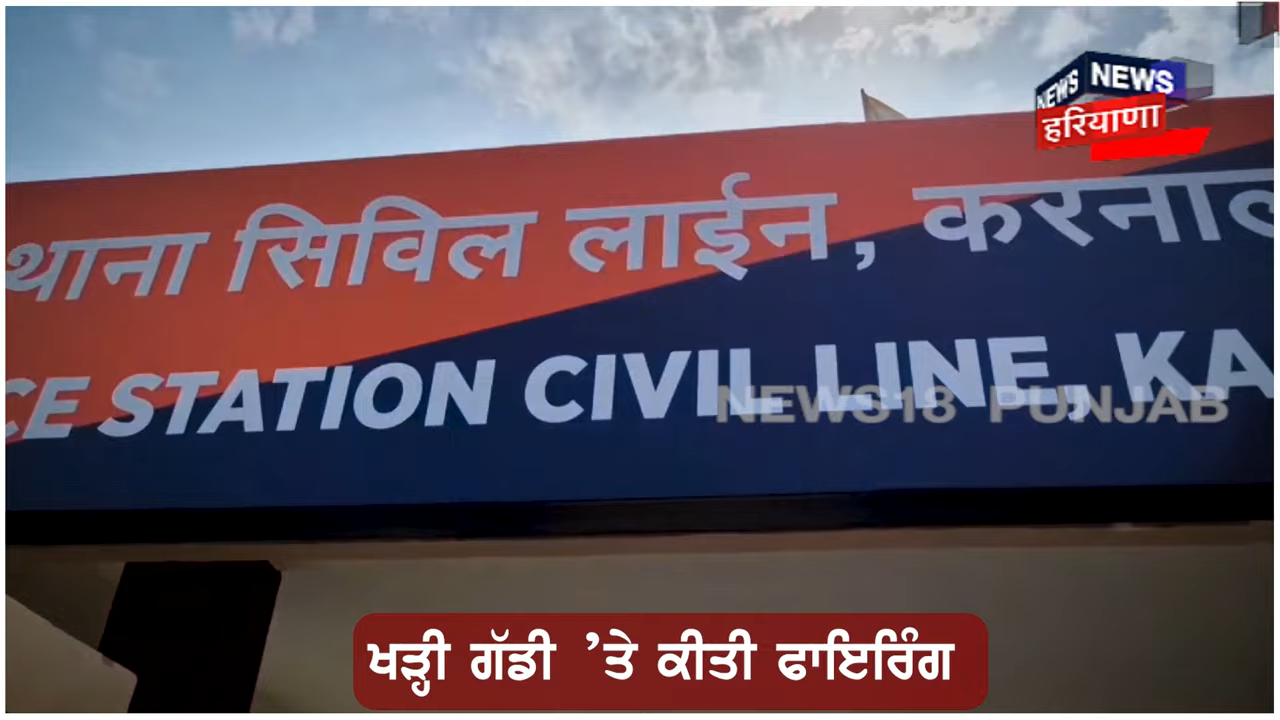 NEWS NEWS
हरियाणा
थाना सिविल लाईन, करनाल
CE STATION CIVIL LINE, KA
NEWS18 PUNJAB
ਖੜ੍ਹੀ ਗੱਡੀ 'ਤੇ ਕੀਤੀ ਫਾਇਰਿੰਗ